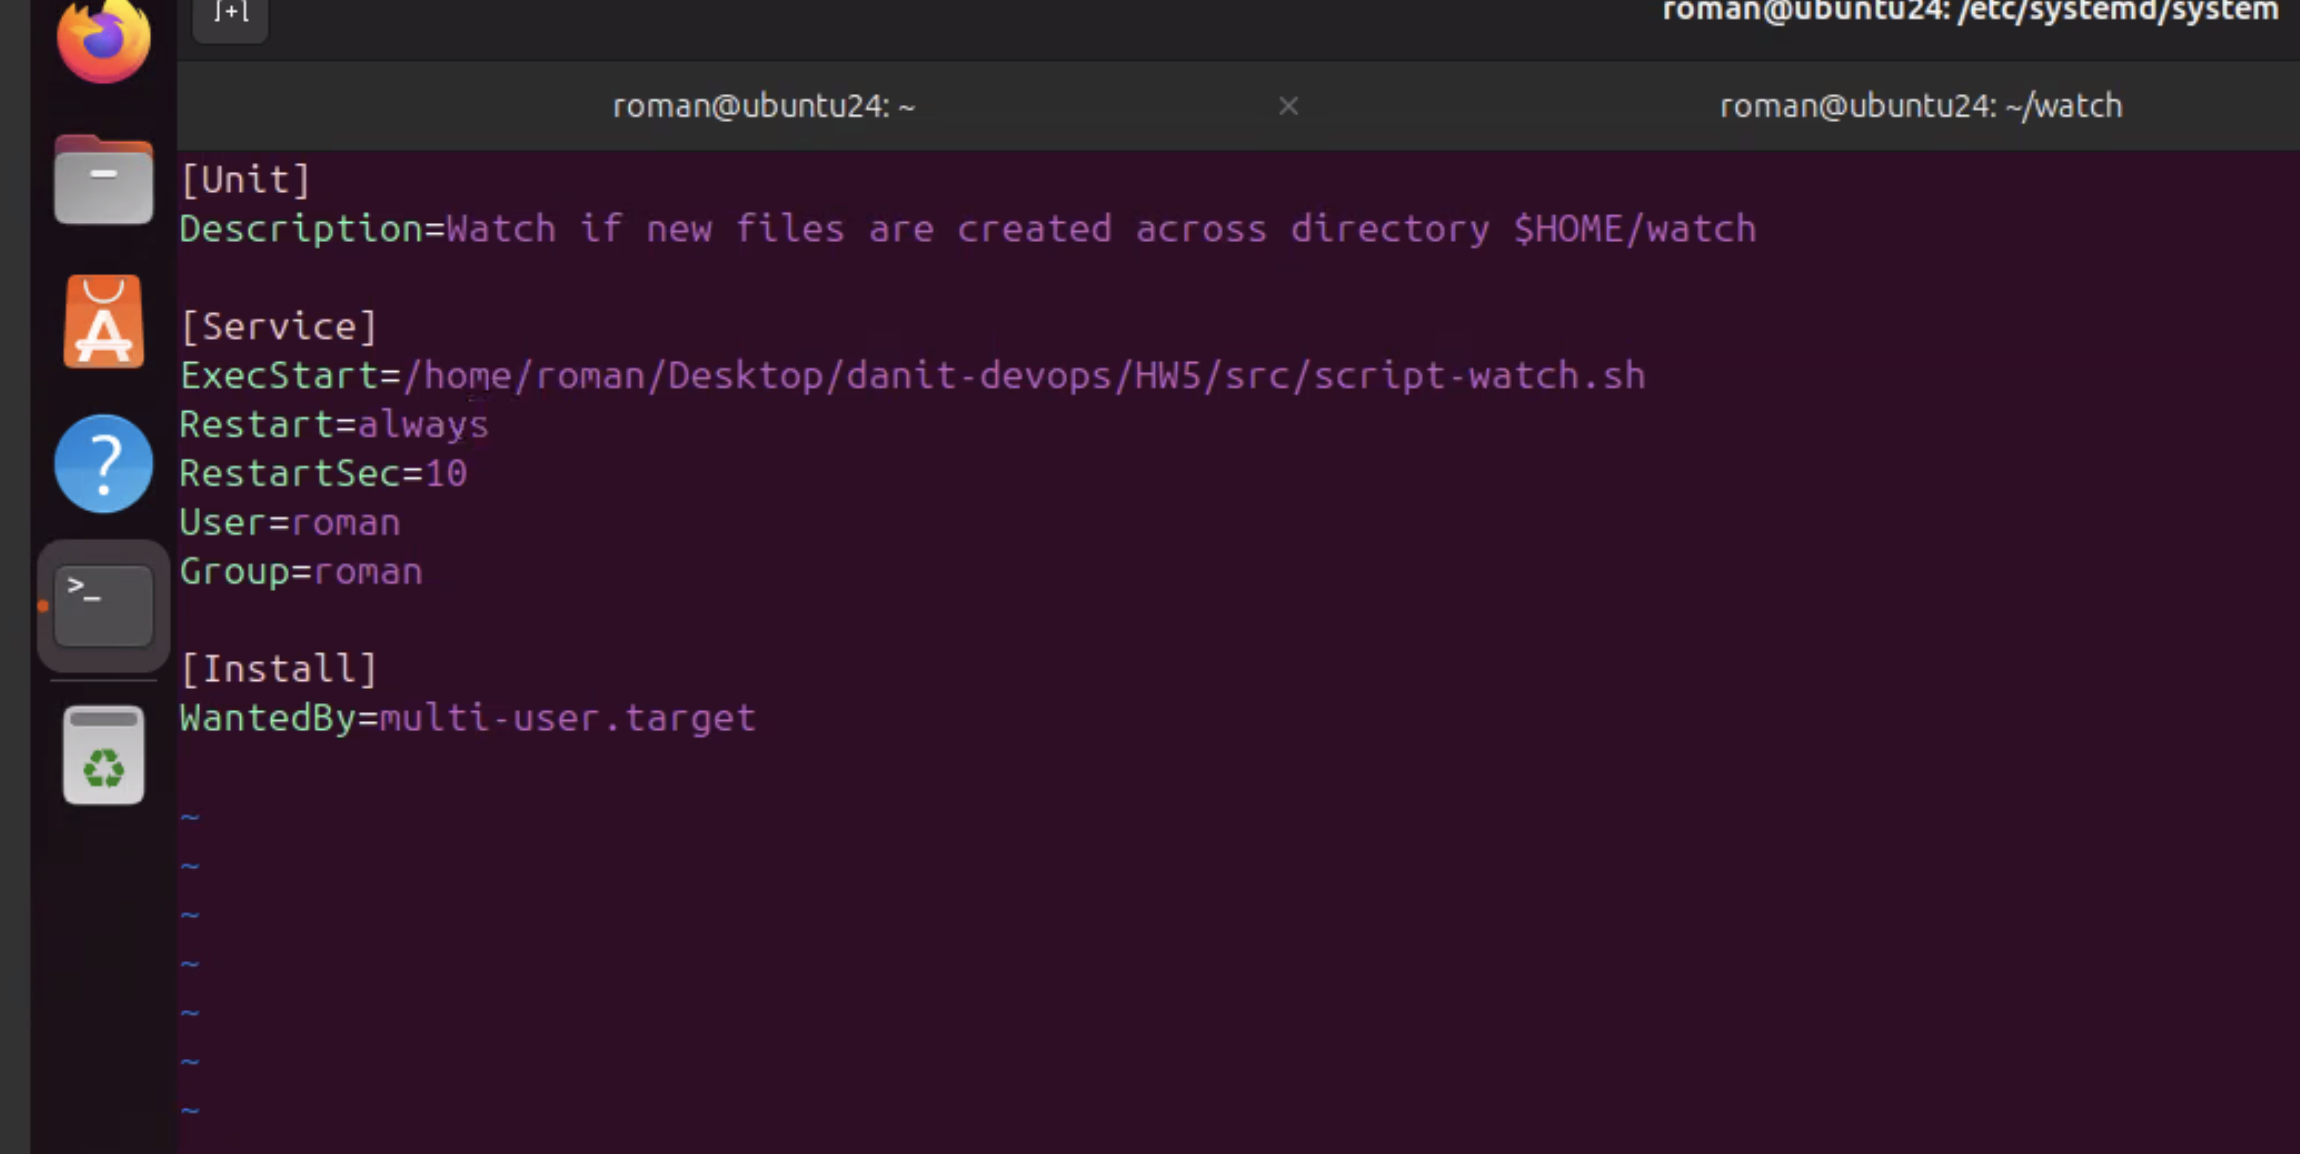 roman@ubuntu24: /etc/systemd/system
roman@ubuntu24: ~ ×
roman@ubuntu24: ~/watch
[Unit]
Description=Watch if new files are created across directory $HOME/watch

[Service]
ExecStart=/home/roman/Desktop/danit-devops/HW5/src/script-watch.sh
Restart=always
RestartSec=10
User=roman
Group=roman

[Install]
WantedBy=multi-user.target

~
~
~
~
~
~
~